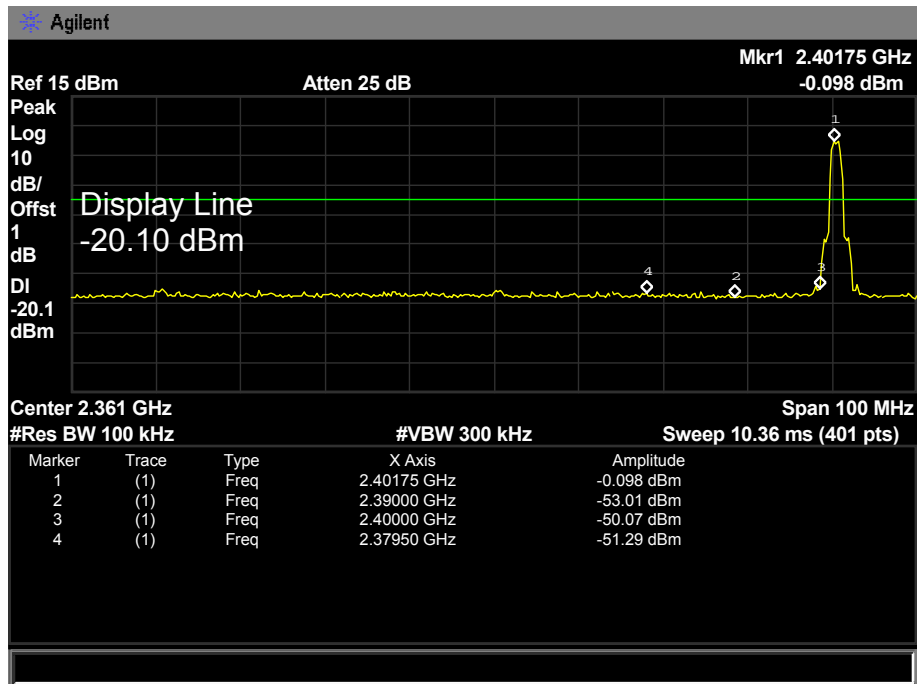 Agilent
Mkr1 2.40175 GHz
Ref 15 dBm Atten 25 dB -0.098 dBm
Peak
Log
10
dB/
Offst
1
dB
DI
-20.1
dBm
Display Line
-20.10 dBm
1
4
2
3
Center 2.361 GHz Span 100 MHz
#Res BW 100 kHz #VBW 300 kHz Sweep 10.36 ms (401 pts)
Marker Trace Type X Axis Amplitude
1 (1) Freq 2.40175 GHz -0.098 dBm
2 (1) Freq 2.39000 GHz -53.01 dBm
3 (1) Freq 2.40000 GHz -50.07 dBm
4 (1) Freq 2.37950 GHz -51.29 dBm